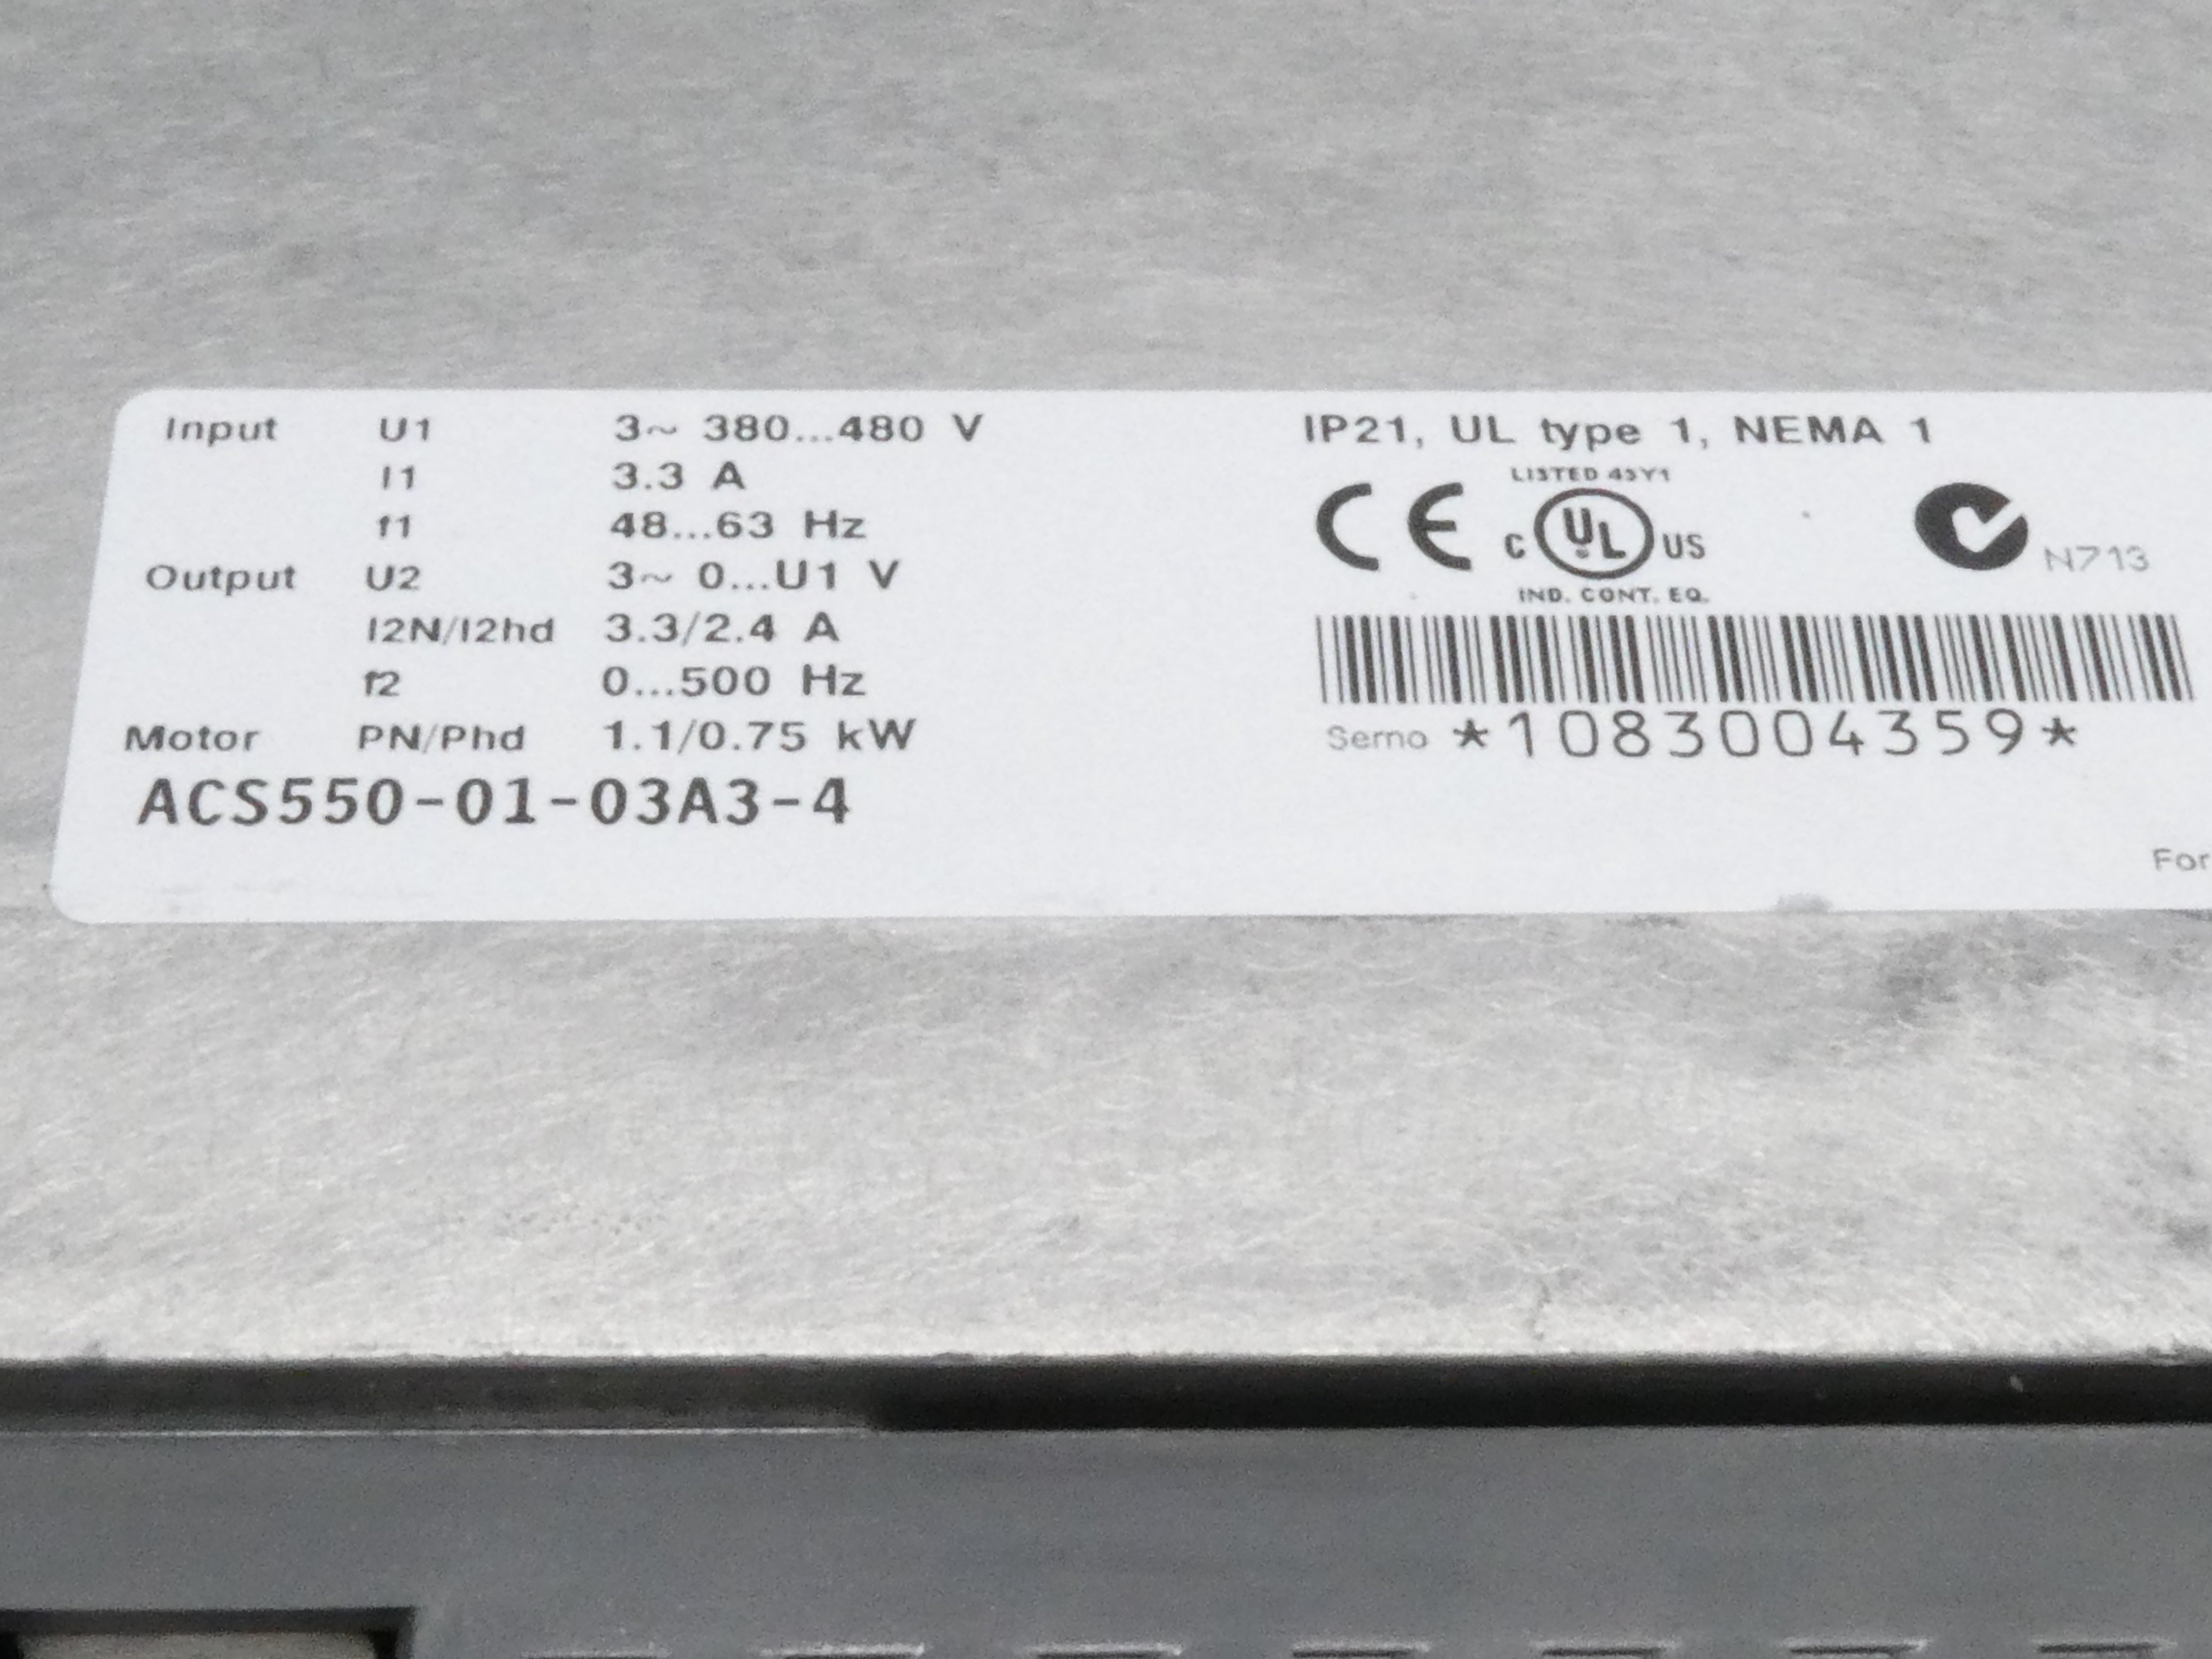 Input U1 3~ 380...480 V
I1 3.3 A
f1 48...63 Hz
Output U2 3~ 0...U1 V
I2N/I2hd 3.3/2.4 A
f2 0...500 Hz
Motor PN/Phd 1.1/0.75 kW
ACS550-01-03A3-4
IP21, UL type 1, NEMA 1
LISTED 45Y1
CE C UL US
N713
IND. CONT. EQ.
Serno *1083004359*
For